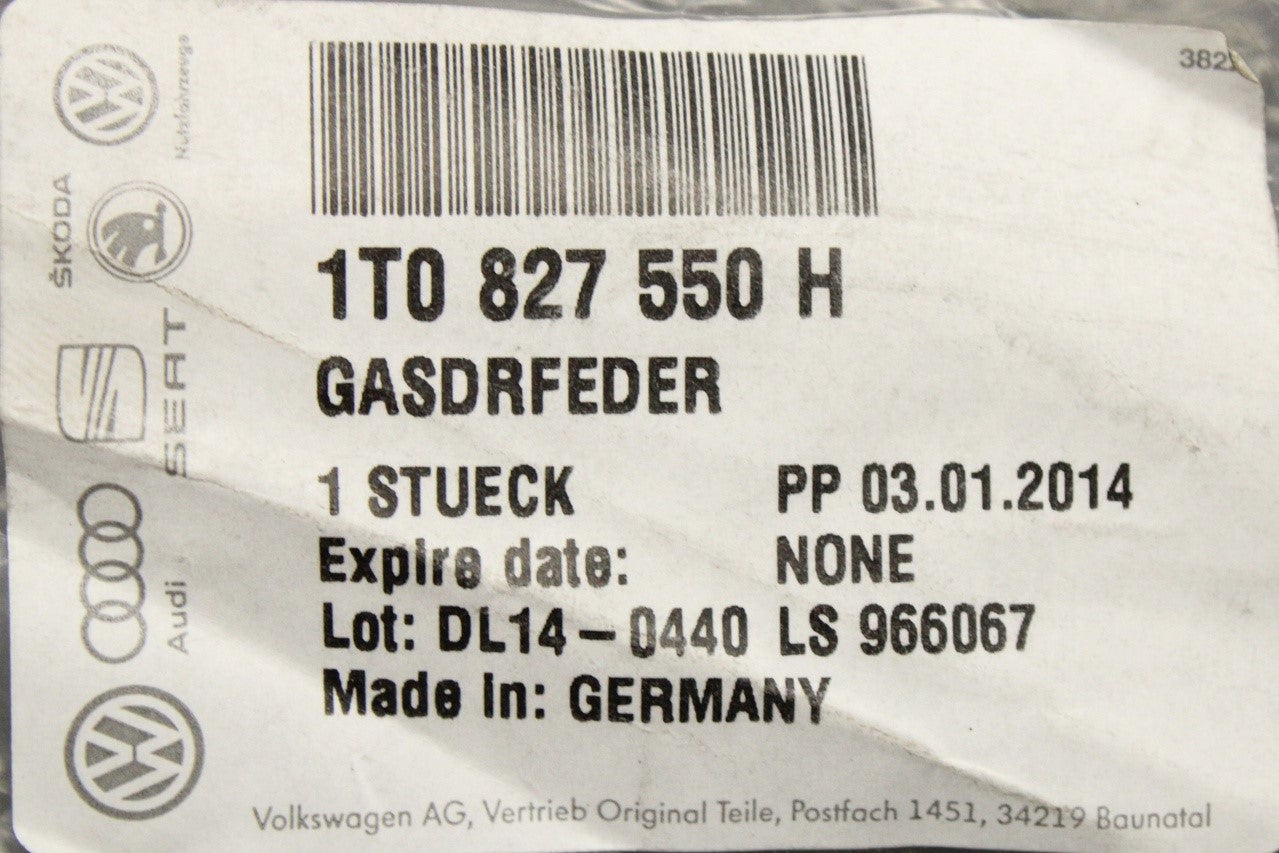 382
1T0 827 550 H
GASDRFEDER
1 STUECK PP 03.01.2014
Expire date: NONE
Lot: DL14-0440 LS 966067
Made in: GERMANY
Volkswagen AG, Vertrieb Original Teile, Postfach 1451, 34219 Baunatal
Nutzfahrzeuge
ŠKODA
SEAT
Audi